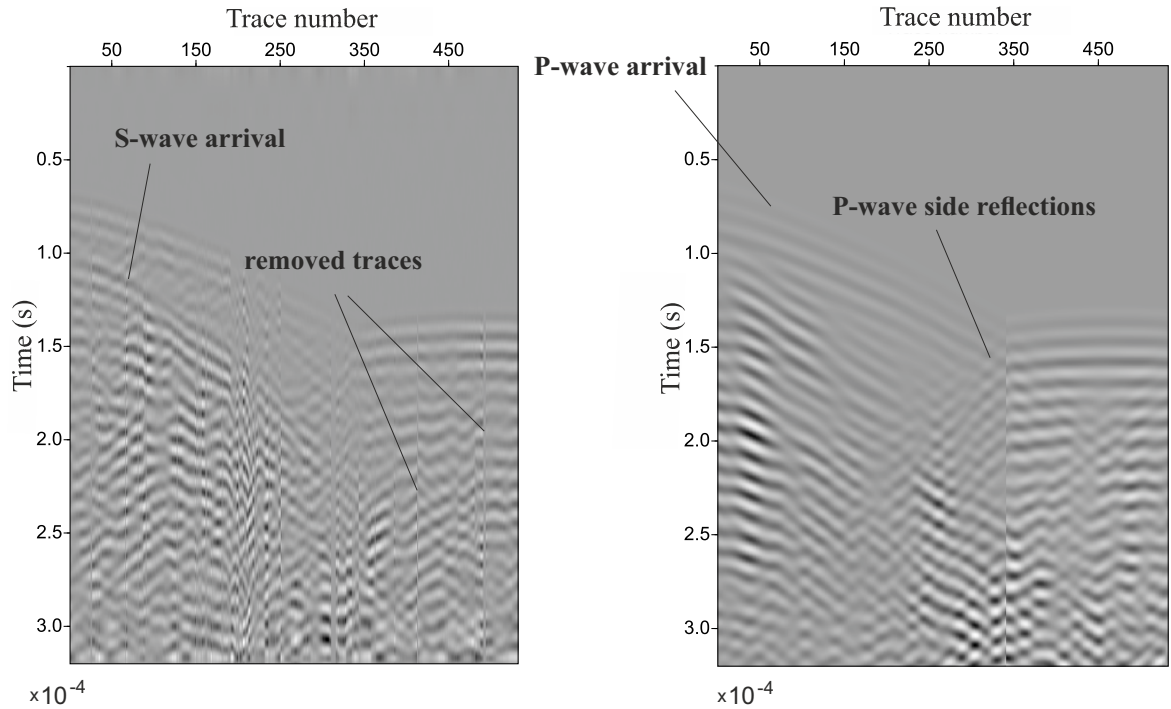 Trace number
50 150 250 350 450
S-wave arrival
removed traces
Time (s)
0.5
1.0
1.5
2.0
2.5
3.0
×10-4
Trace number
50 150 250 350 450
P-wave arrival
P-wave side reflections
Time (s)
0.5
1.0
1.5
2.0
2.5
3.0
×10-4